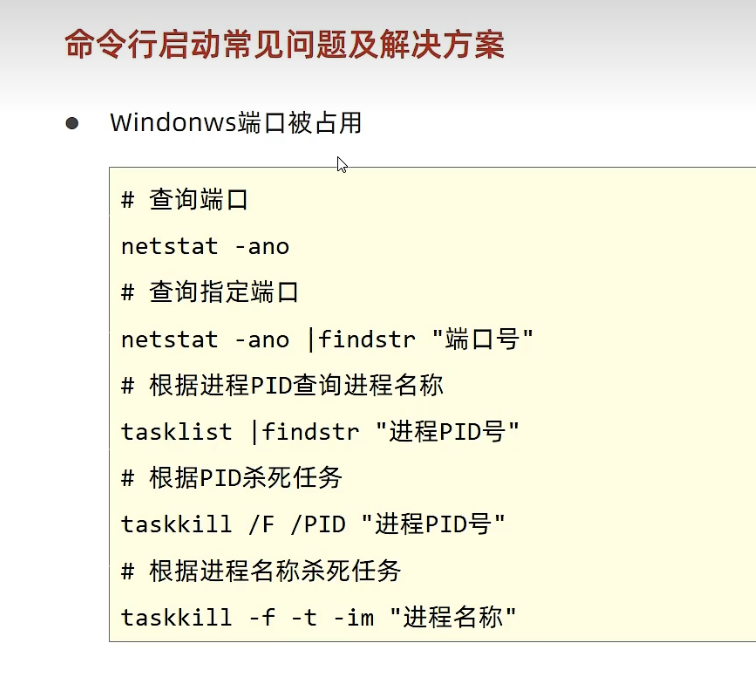 命令行启动常见问题及解决方案
● Windonws端口被占用
# 查询端口
netstat -ano
# 查询指定端口
netstat -ano |findstr "端口号"
# 根据进程PID查询进程名称
tasklist |findstr "进程PID号"
# 根据PID杀死任务
taskkill /F /PID "进程PID号"
# 根据进程名称杀死任务
taskkill -f -t -im "进程名称"